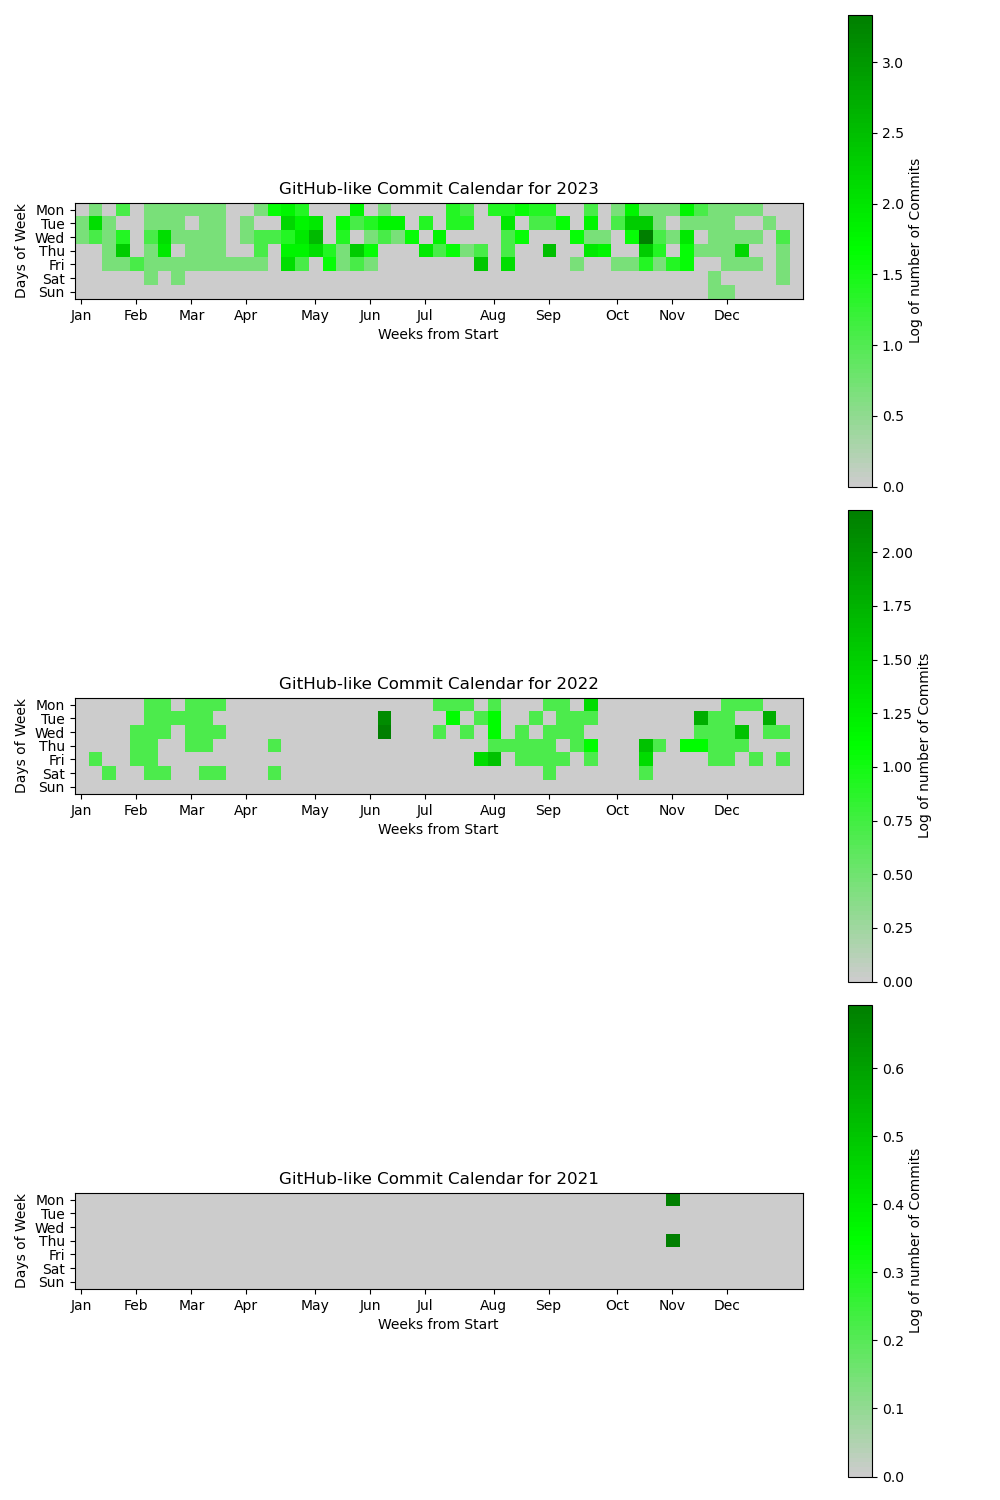 GitHub-like Commit Calendar for 2023
Days of Week
Mon
Tue
Wed
Thu
Fri
Sat
Sun
Jan Feb Mar Apr May Jun Jul Aug Sep Oct Nov Dec
Weeks from Start
3.0
2.5
2.0
1.5
1.0
0.5
0.0
Log of number of Commits
GitHub-like Commit Calendar for 2022
Days of Week
Mon
Tue
Wed
Thu
Fri
Sat
Sun
Jan Feb Mar Apr May Jun Jul Aug Sep Oct Nov Dec
Weeks from Start
2.00
1.75
1.50
1.25
1.00
0.75
0.50
0.25
0.00
Log of number of Commits
GitHub-like Commit Calendar for 2021
Days of Week
Mon
Tue
Wed
Thu
Fri
Sat
Sun
Jan Feb Mar Apr May Jun Jul Aug Sep Oct Nov Dec
Weeks from Start
0.6
0.5
0.4
0.3
0.2
0.1
0.0
Log of number of Commits